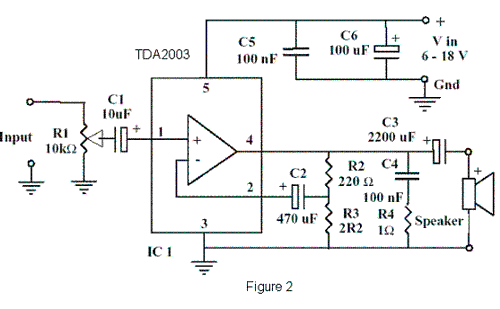 TDA2003
C5
100 nF
C6
100 uF
+
+
V in
6 - 18 V
Gnd
5
C1
10uF
+
Input
R1
10kΩ
1
+
-
4
2
3
IC 1
C2
+
470 uF
R2
220 Ω
R3
2R2
C4
100 nF
R4
1Ω
C3
2200 uF
+
+
Speaker
Figure 2